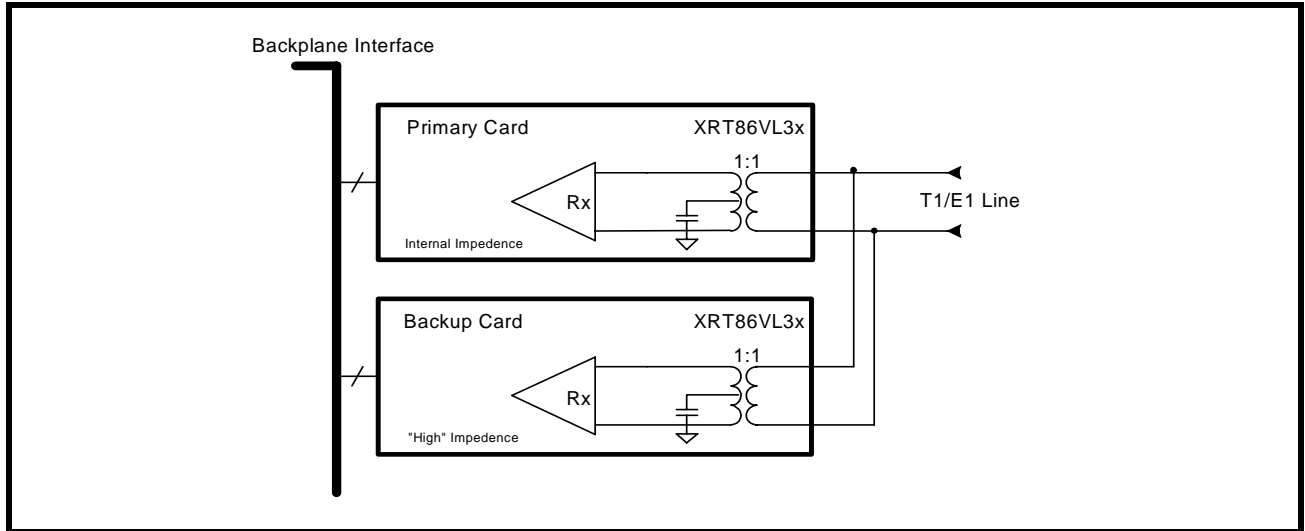 Backplane Interface
Primary Card XRT86VL3x
1:1
Rx
T1/E1 Line
Internal Impedence
Backup Card XRT86VL3x
1:1
Rx
"High" Impedence